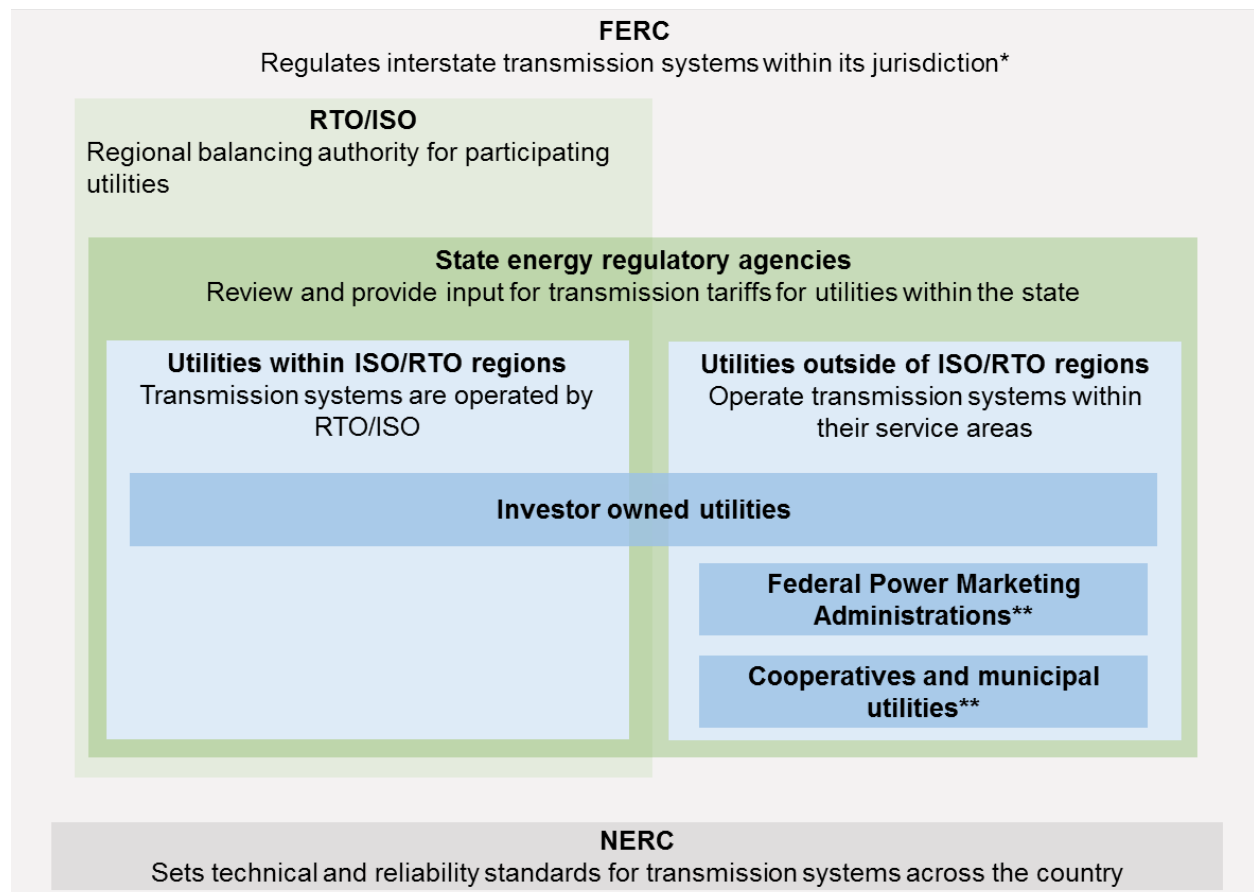 FERC
Regulates interstate transmission systems within its jurisdiction*
RTO/ISO
Regional balancing authority for participating
utilities
State energy regulatory agencies
Review and provide input for transmission tariffs for utilities within the state
Utilities within ISO/RTO regions
Transmission systems are operated by
RTO/ISO
Utilities outside of ISO/RTO regions
Operate transmission systems within
their service areas
Investor owned utilities
Federal Power Marketing
Administrations**
Cooperatives and municipal
utilities**
NERC
Sets technical and reliability standards for transmission systems across the country